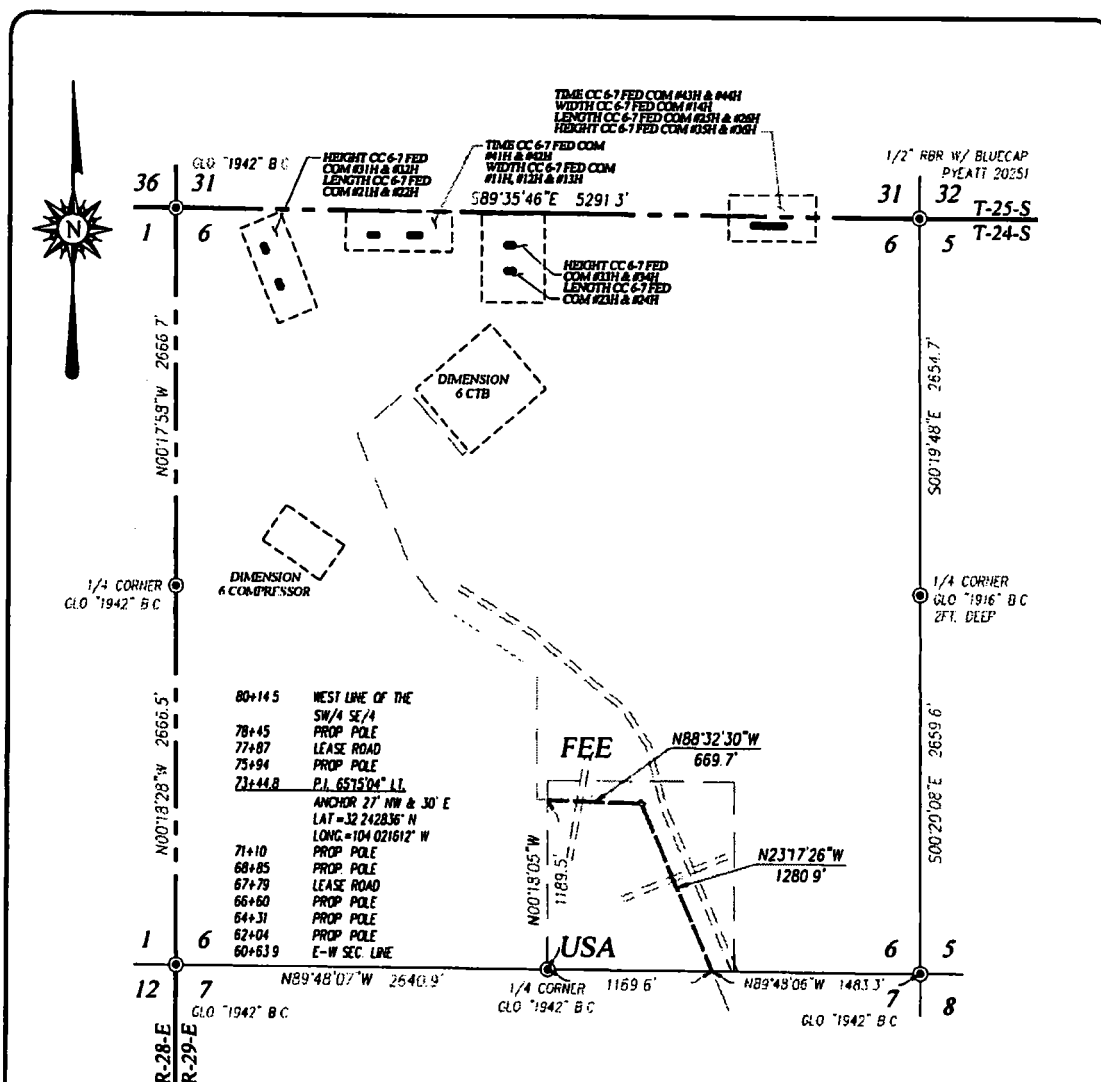 TIME CC 6-7 FED COM #43H & #44H
WIDTH CC 6-7 FED COM #14H
LENGTH CC 6-7 FED COM #25H & #26H
HEIGHT CC 6-7 FED COM #35H & #36H
TIME CC 6-7 FED COM
#41H & #42H
WIDTH CC 6-7 FED COM
#11H, #12H & #13H
HEIGHT CC 6-7 FED
COM #31H & #32H
LENGTH CC 6-7 FED
COM #21H & #22H
GLO "1942" B C
1/2" RBR W/ BLUECAP
PYEATT 20251
36 31
1 6
S89°35'46"E 5291 3'
31 32
6 5
T-25-S
T-24-S
N
HEIGHT CC 6-7 FED
COM #33H & #34H
LENGTH CC 6-7 FED
COM #23H & #24H
N00°17'58"W 2666 7'
S00°19'48"E 2654.7'
DIMENSION
6 CTB
DIMENSION
6 COMPRESSOR
1/4 CORNER
GLO "1942" B C
1/4 CORNER
GLO "1916" B C
2FT. DEEP
N00°18'28"W 2666.5'
S00°20'08"E 2659 6'
80+14 5 WEST LINE OF THE
SW/4 SE/4
78+45 PROP POLE
77+87 LEASE ROAD
75+94 PROP POLE
73+44.8 P.I. 65°15'04" LT.
ANCHOR 27' NW & 30' E
LAT =32 242836° N
LONG.=104 021612° W
71+10 PROP POLE
68+85 PROP. POLE
67+79 LEASE ROAD
66+60 PROP POLE
64+31 PROP POLE
62+04 PROP POLE
60+63 9 E-W SEC. LINE
FEE
N88°32'30"W
669.7'
N00°18'05"W
1189.5'
N23°17'26"W
1280 9'
USA
1 6
12 7
6 5
7 8
N89°48'07"W 2640.9'
1/4 CORNER
GLO "1942" B C
1169 6'
N89°48'06"W 1483 3'
GLO "1942" B C
GLO "1942" B C
R-28-E
R-29-E